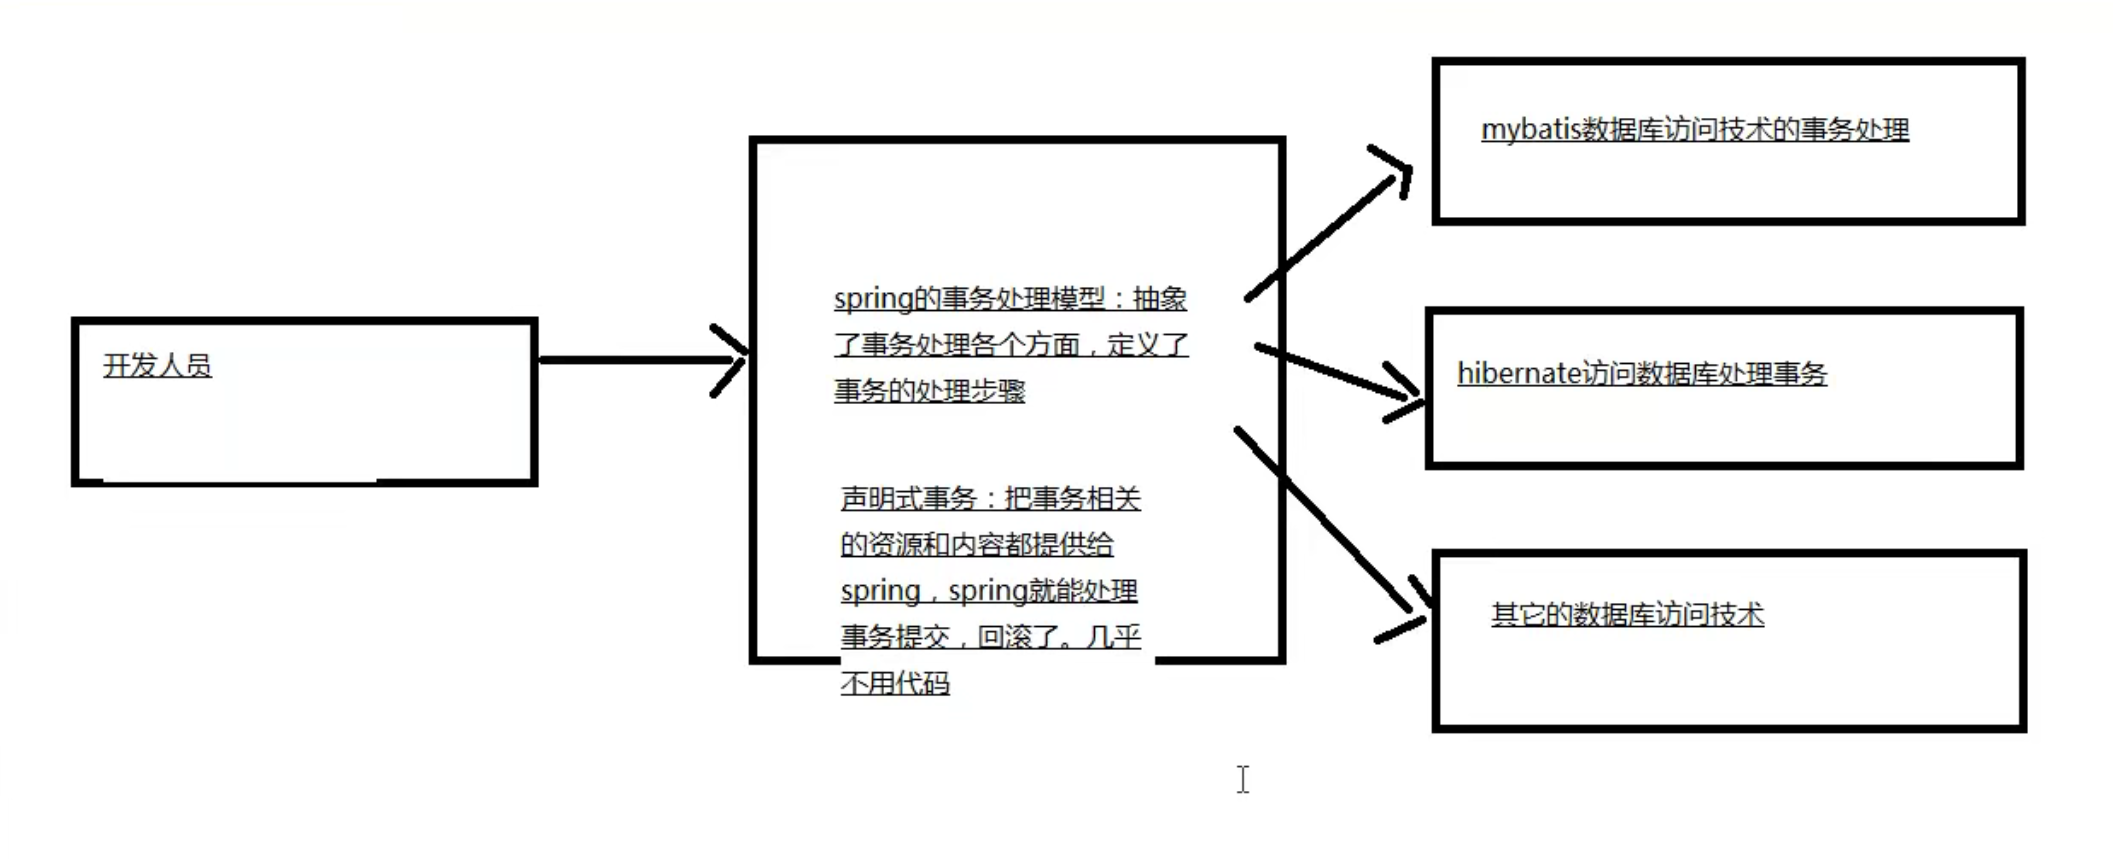 开发人员
spring的事务处理模型：抽象
了事务处理各个方面，定义了
事务的处理步骤
声明式事务：把事务相关
的资源和内容都提供给
spring，spring就能处理
事务提交，回滚了。几乎
不用代码
mybatis数据库访问技术的事务处理
hibernate访问数据库处理事务
其它的数据库访问技术